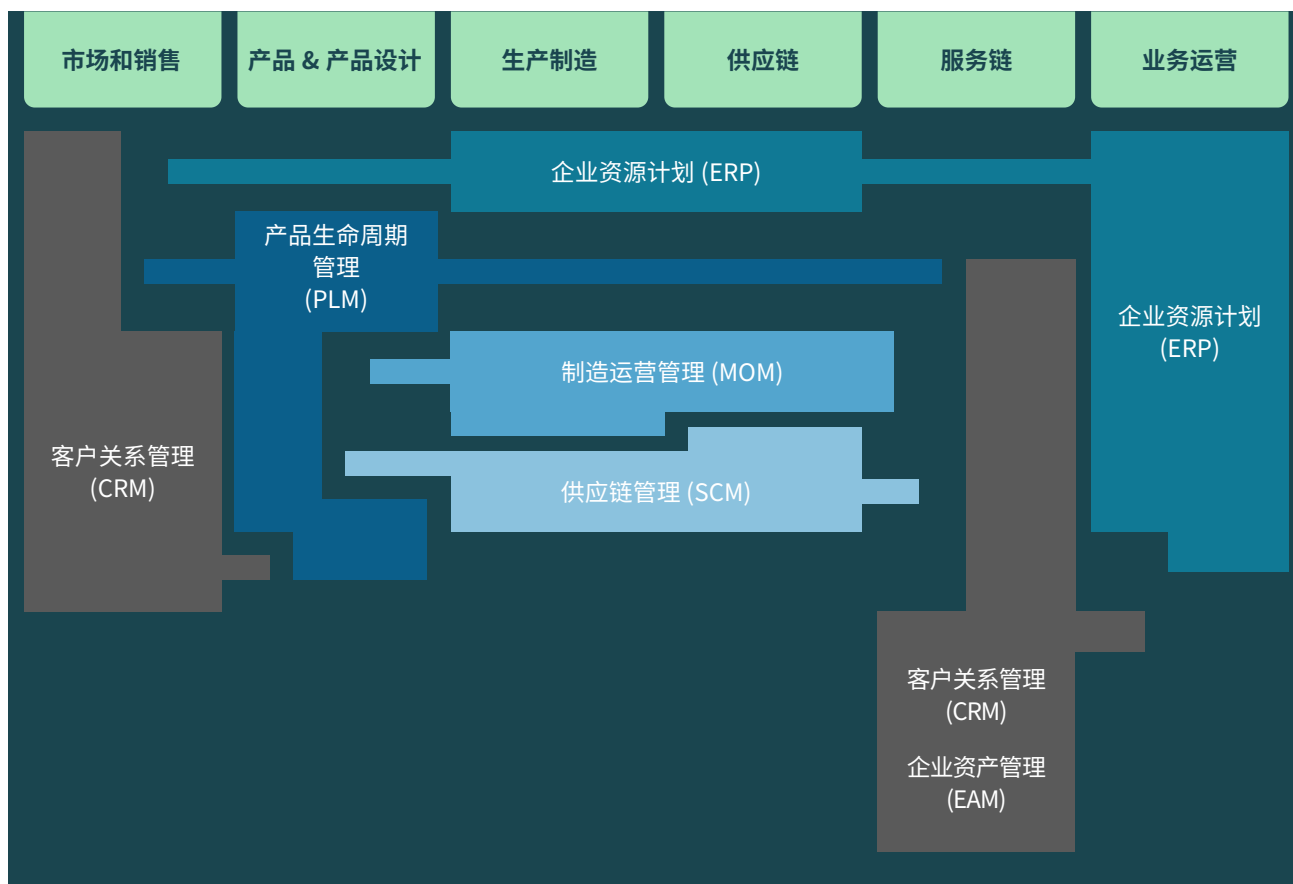 市场和销售
产品 & 产品设计
生产制造
供应链
服务链
业务运营
企业资源计划 (ERP)
产品生命周期
管理
(PLM)
企业资源计划
(ERP)
制造运营管理 (MOM)
客户关系管理
(CRM)
供应链管理 (SCM)
客户关系管理
(CRM)
企业资产管理
(EAM)